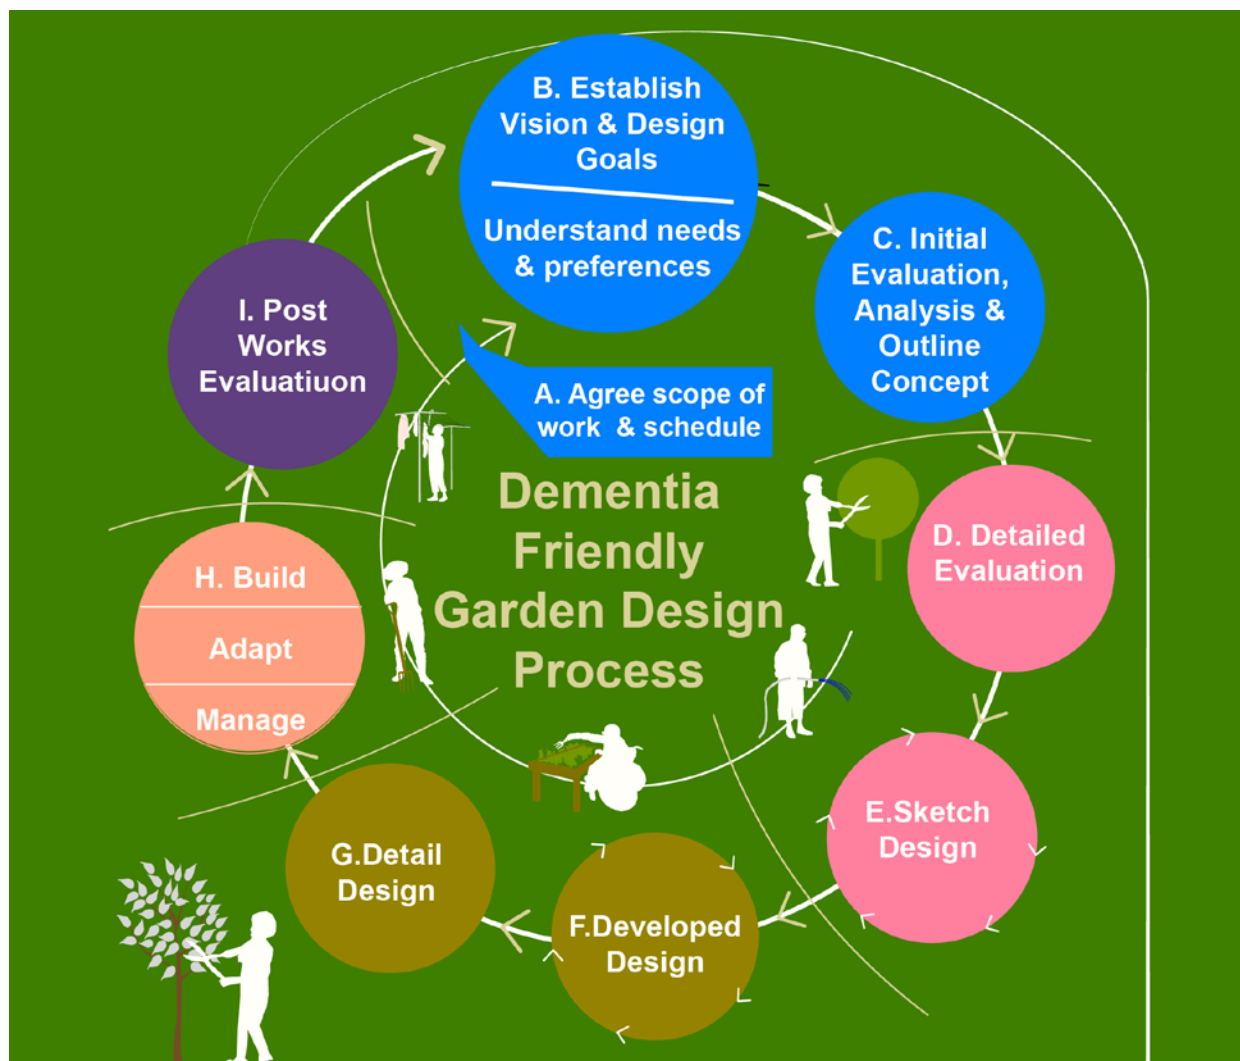 B. Establish
Vision & Design
Goals
Understand needs
& preferences
C. Initial
Evaluation,
Analysis &
Outline
Concept
I. Post
Works
Evaluatiuon
A. Agree scope of
work & schedule
Dementia
Friendly
Garden Design
Process
D. Detailed
Evaluation
H. Build
Adapt
Manage
E.Sketch
Design
G.Detail
Design
F.Developed
Design